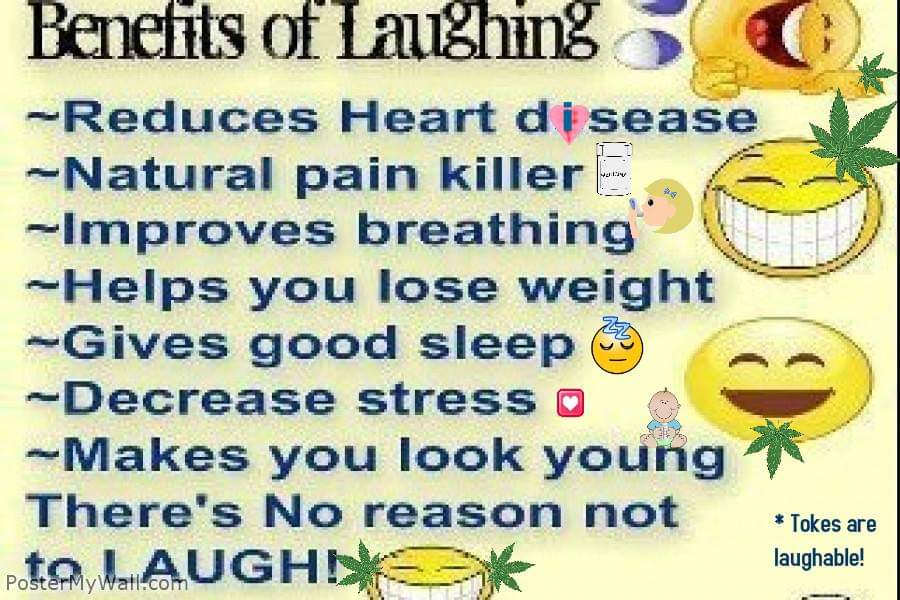 Benefits of Laughing
~Reduces Heart disease
~Natural pain killer
~Improves breathing
~Helps you lose weight
~Gives good sleep
~Decrease stress
~Makes you look young
There's No reason not
to LAUGH!
* Tokes are
laughable!
PosterMyWall.com